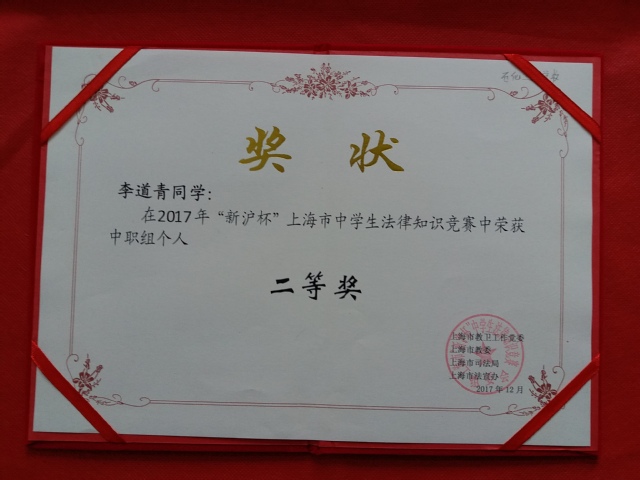 奖 状
李道青同学：
在2017年“新沪杯”上海市中学生法律知识竞赛中荣获
中职组个人
二等奖
上海市教卫工作党委
上海市教委
上海市司法局
上海市法宣办
2017年12月